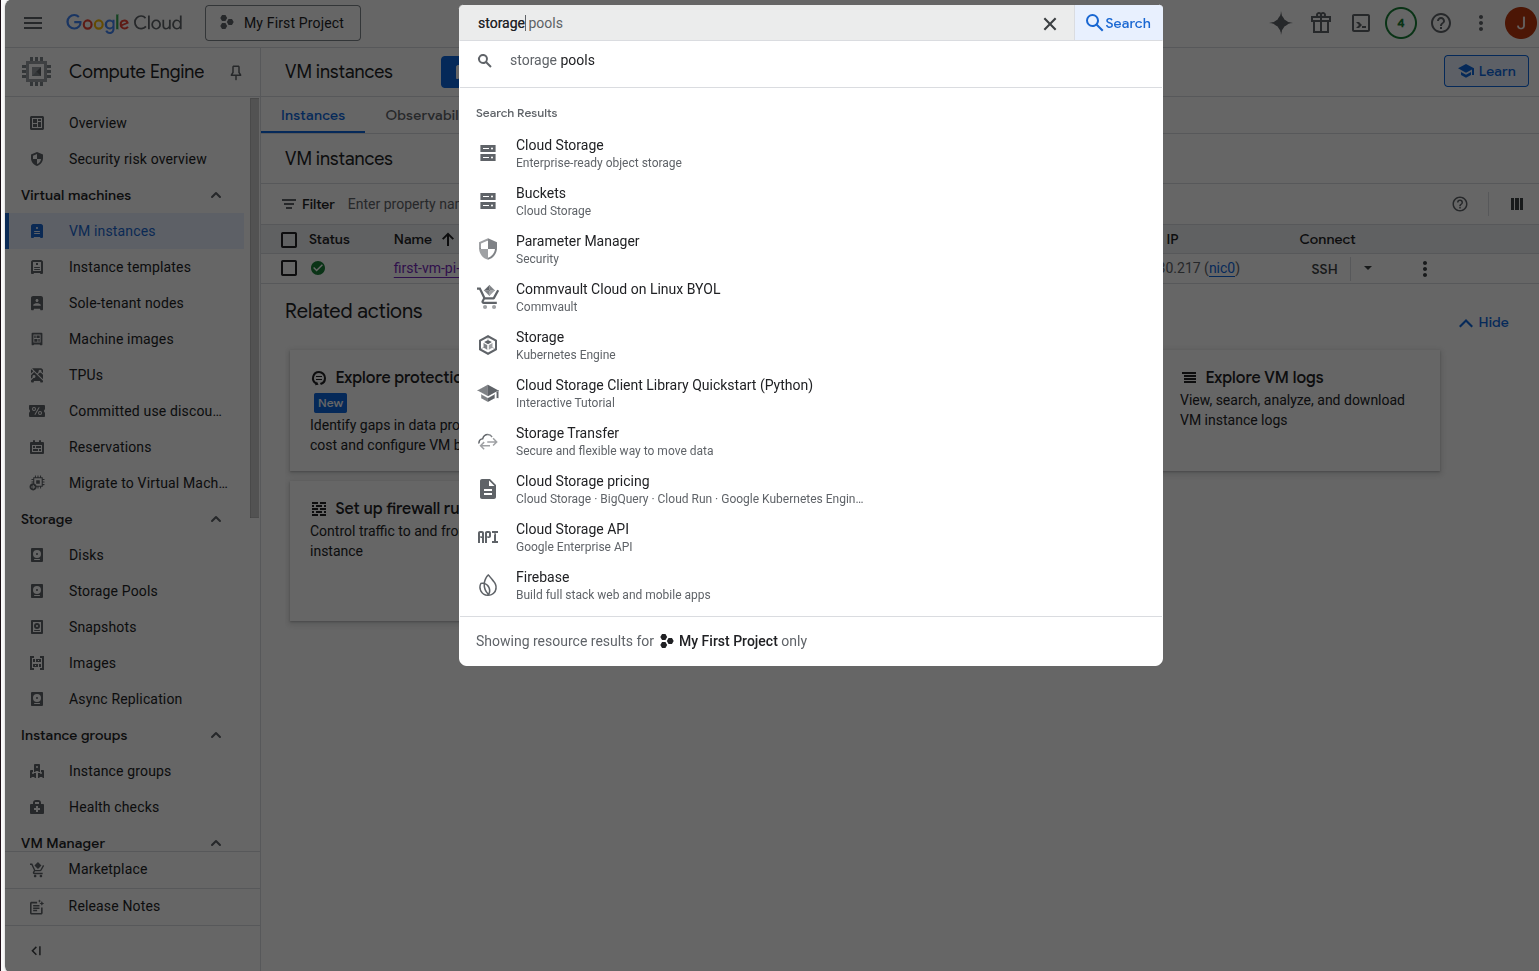 Google Cloud
My First Project
storage pools
Search
4
J
Compute Engine
VM instances
Learn
storage pools
Instances
Observabil
Search Results
VM instances
Cloud Storage
Enterprise-ready object storage
Buckets
Cloud Storage
Parameter Manager
Security
Commvault Cloud on Linux BYOL
Commvault
Storage
Kubernetes Engine
Cloud Storage Client Library Quickstart (Python)
Interactive Tutorial
Storage Transfer
Secure and flexible way to move data
Cloud Storage pricing
Cloud Storage · BigQuery · Cloud Run · Google Kubernetes Engin...
Cloud Storage API
Google Enterprise API
Firebase
Build full stack web and mobile apps
Showing resource results for My First Project only
Overview
Security risk overview
Virtual machines
VM instances
Instance templates
Sole-tenant nodes
Machine images
TPUs
Committed use discou...
Reservations
Migrate to Virtual Mach...
Storage
Disks
Storage Pools
Snapshots
Images
Async Replication
Instance groups
Instance groups
Health checks
VM Manager
Marketplace
Release Notes
Filter Enter property nar
Status Name IP Connect
first-vm-pi- 0.217 (nic0) SSH
Related actions
Hide
Explore protectio
New
Identify gaps in data pro
cost and configure VM b
Explore VM logs
View, search, analyze, and download
VM instance logs
Set up firewall ru
Control traffic to and fro
instance